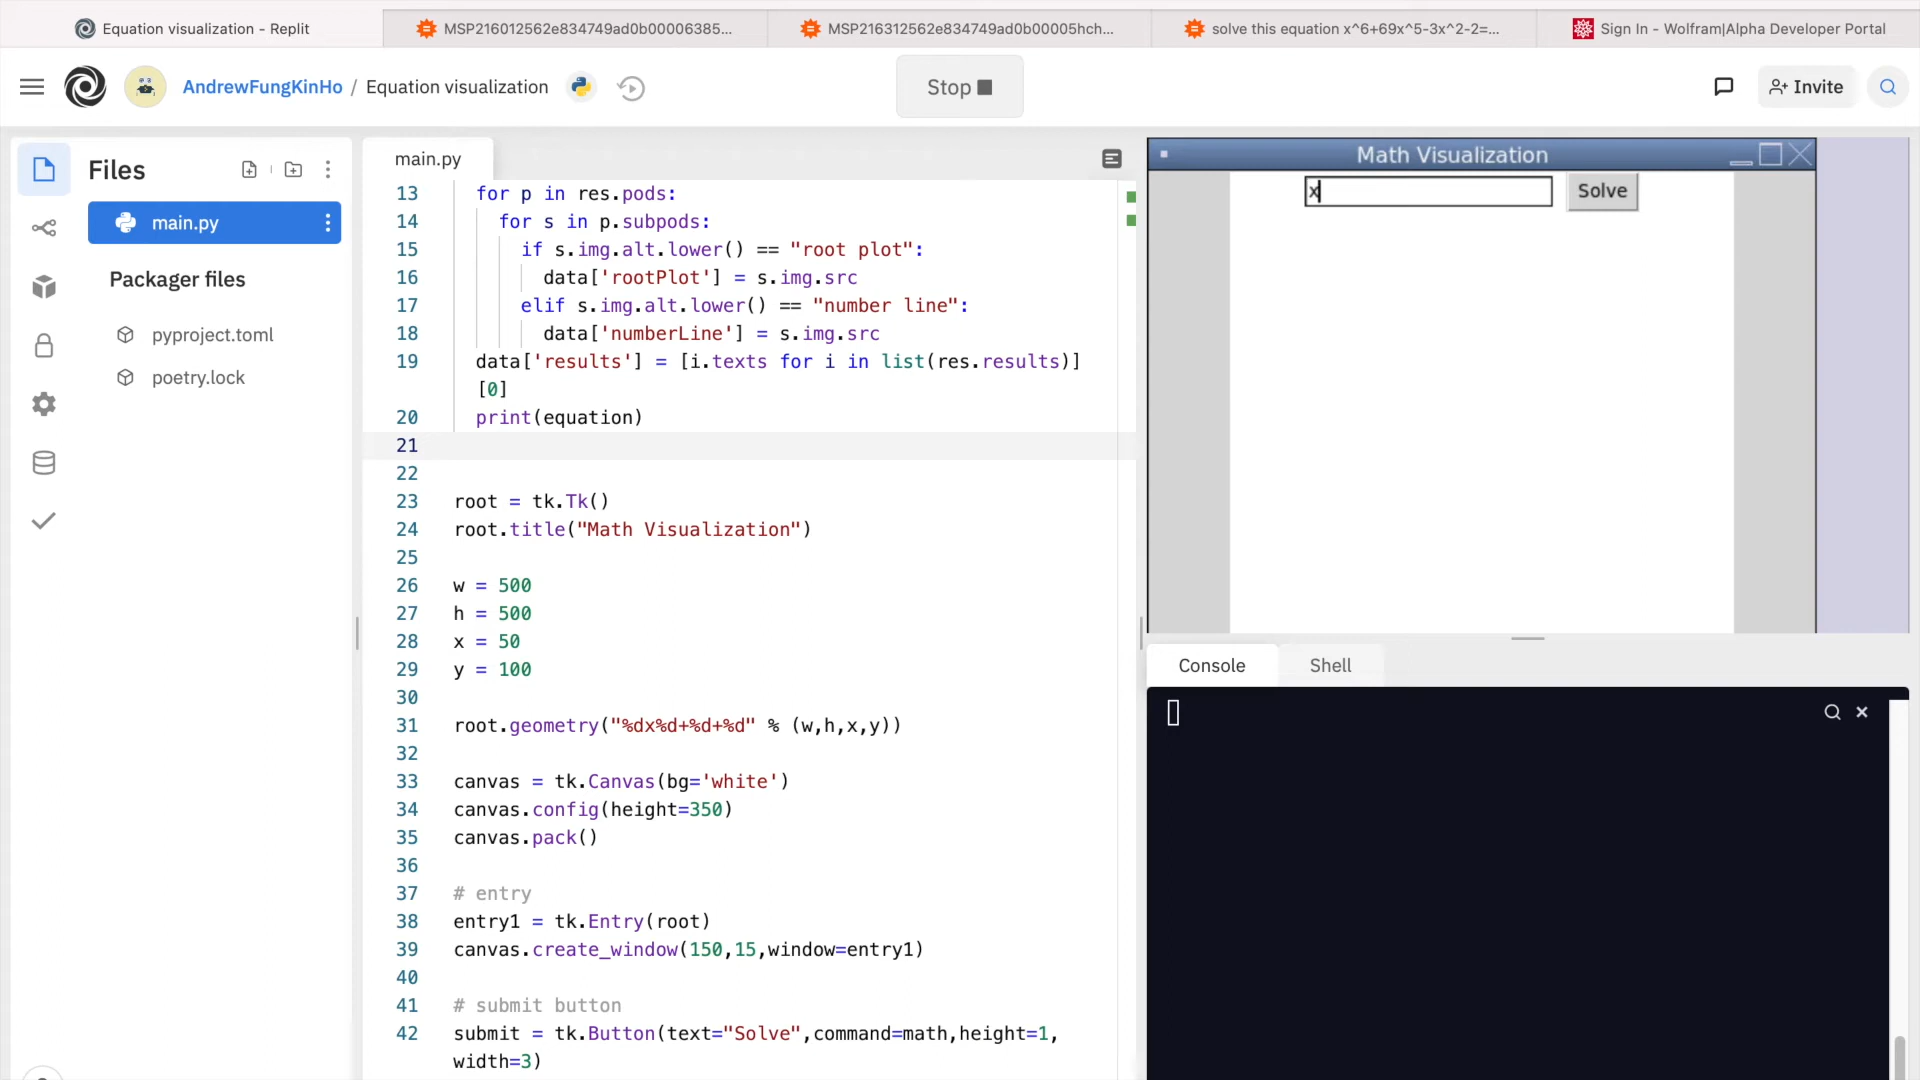 Equation visualization - Replit
MSP216012562e834749ad0b00006385...
MSP216312562e834749ad0b00005hch...
solve this equation x^6+69x^5-3x^2-2=...
Sign In - Wolfram|Alpha Developer Portal
AndrewFungKinHo / Equation visualization
Stop
Invite
Files
main.py
Packager files
pyproject.toml
poetry.lock
main.py
13 for p in res.pods:
14 for s in p.subpods:
15 if s.img.alt.lower() == "root plot":
16 data['rootPlot'] = s.img.src
17 elif s.img.alt.lower() == "number line":
18 data['numberLine'] = s.img.src
19 data['results'] = [i.texts for i in list(res.results)]
[0]
20 print(equation)
21
22
23 root = tk.Tk()
24 root.title("Math Visualization")
25
26 w = 500
27 h = 500
28 x = 50
29 y = 100
30
31 root.geometry("%dx%d+%d+%d" % (w,h,x,y))
32
33 canvas = tk.Canvas(bg='white')
34 canvas.config(height=350)
35 canvas.pack()
36
37 # entry
38 entry1 = tk.Entry(root)
39 canvas.create_window(150,15,window=entry1)
40
41 # submit button
42 submit = tk.Button(text="Solve",command=math,height=1,
width=3)
Math Visualization
x
Solve
Console
Shell